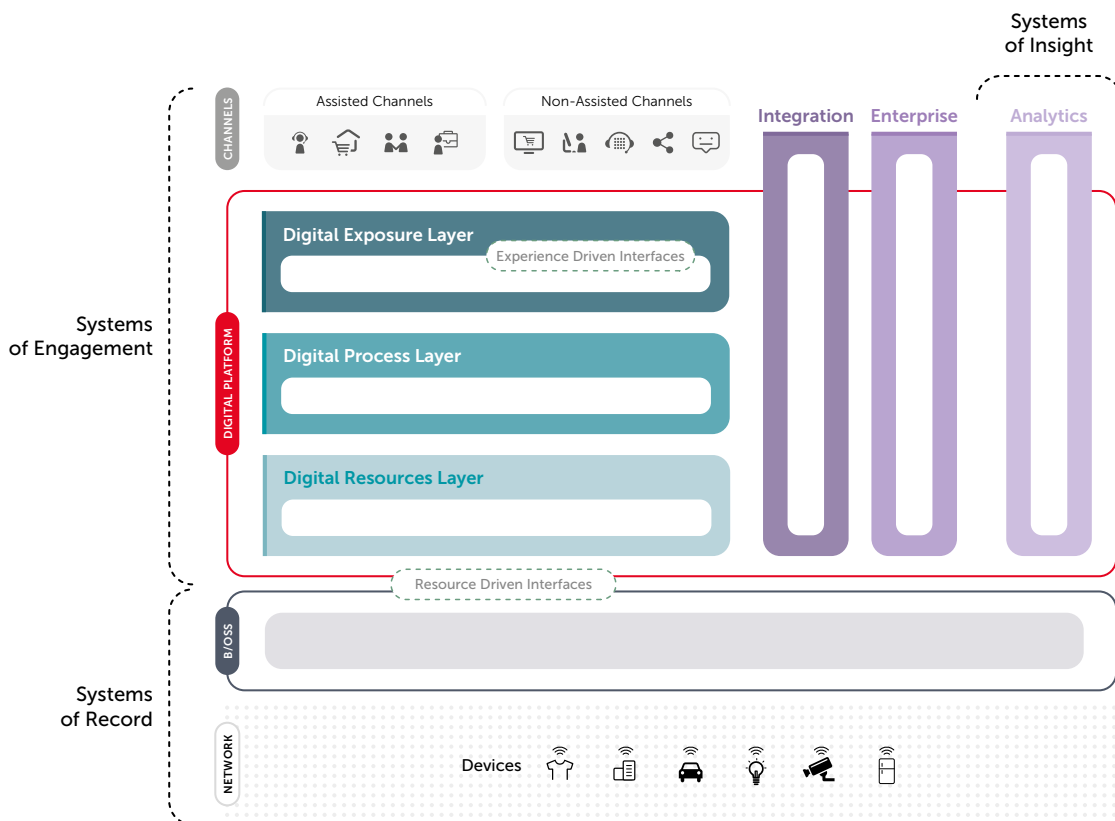 Systems
of Insight
CHANNELS
Assisted Channels
Non-Assisted Channels
Integration
Enterprise
Analytics
Systems
of Engagement
DIGITAL PLATFORM
Digital Exposure Layer
Experience Driven Interfaces
Digital Process Layer
Digital Resources Layer
Resource Driven Interfaces
B/OSS
Systems
of Record
NETWORK
Devices